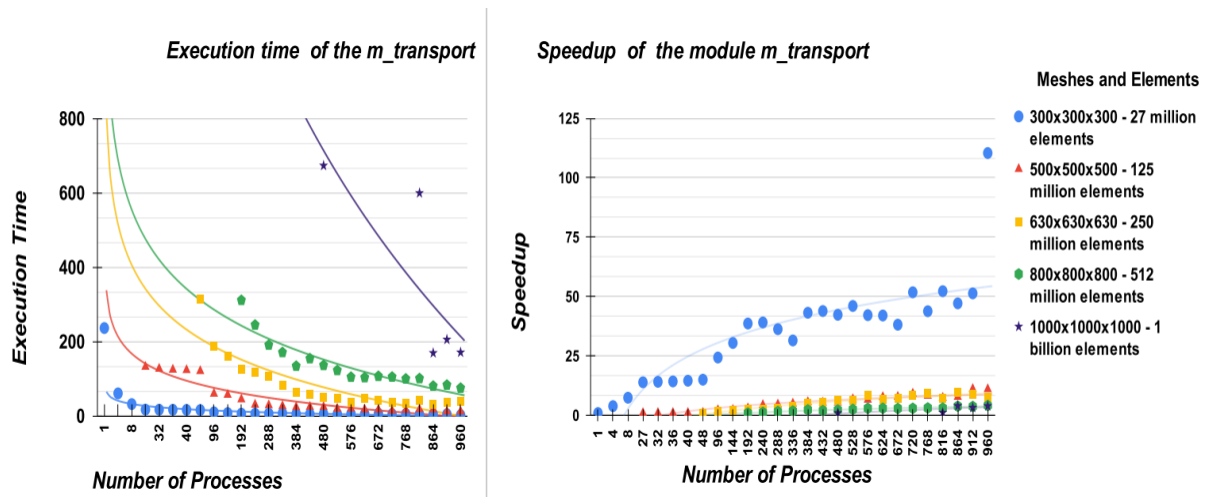 Execution time of the m_transport
800
600
400
200
0
Execution Time
1 8 32 40 96 192 288 384 480 576 672 768 864 960
Number of Processes
Speedup of the module m_transport
125
100
75
50
25
0
Speedup
1 4 8 27 32 36 40 48 96 144 192 240 288 336 384 432 480 528 576 624 672 720 768 816 864 912 960
Number of Processes
Meshes and Elements
300x300x300 - 27 million
elements
500x500x500 - 125
million elements
630x630x630 - 250
million elements
800x800x800 - 512
million elements
1000x1000x1000 - 1
billion elements